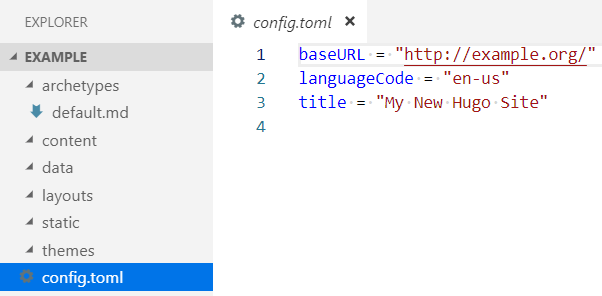 EXPLORER
EXAMPLE
archetypes
default.md
content
data
layouts
static
themes
config.toml
config.toml
1 baseURL = "http://example.org/"
2 languageCode = "en-us"
3 title = "My New Hugo Site"
4